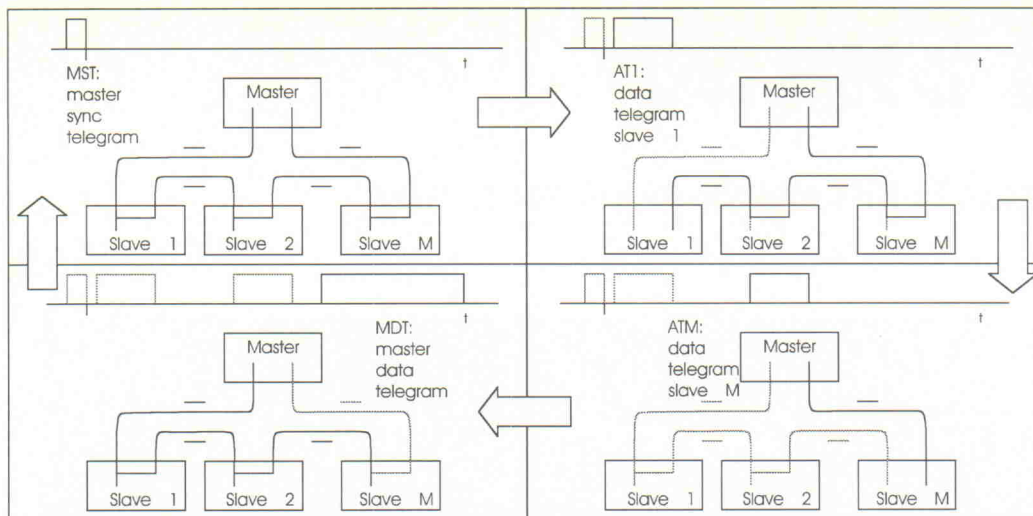 t
MST:
master
sync
telegram
Master
Slave 1
Slave 2
Slave M
t
AT1:
data
telegram
slave 1
Master
Slave 1
Slave 2
Slave M
t
MDT:
master
data
telegram
Master
Slave 1
Slave 2
Slave M
t
ATM:
data
telegram
slave M
Master
Slave 1
Slave 2
Slave M